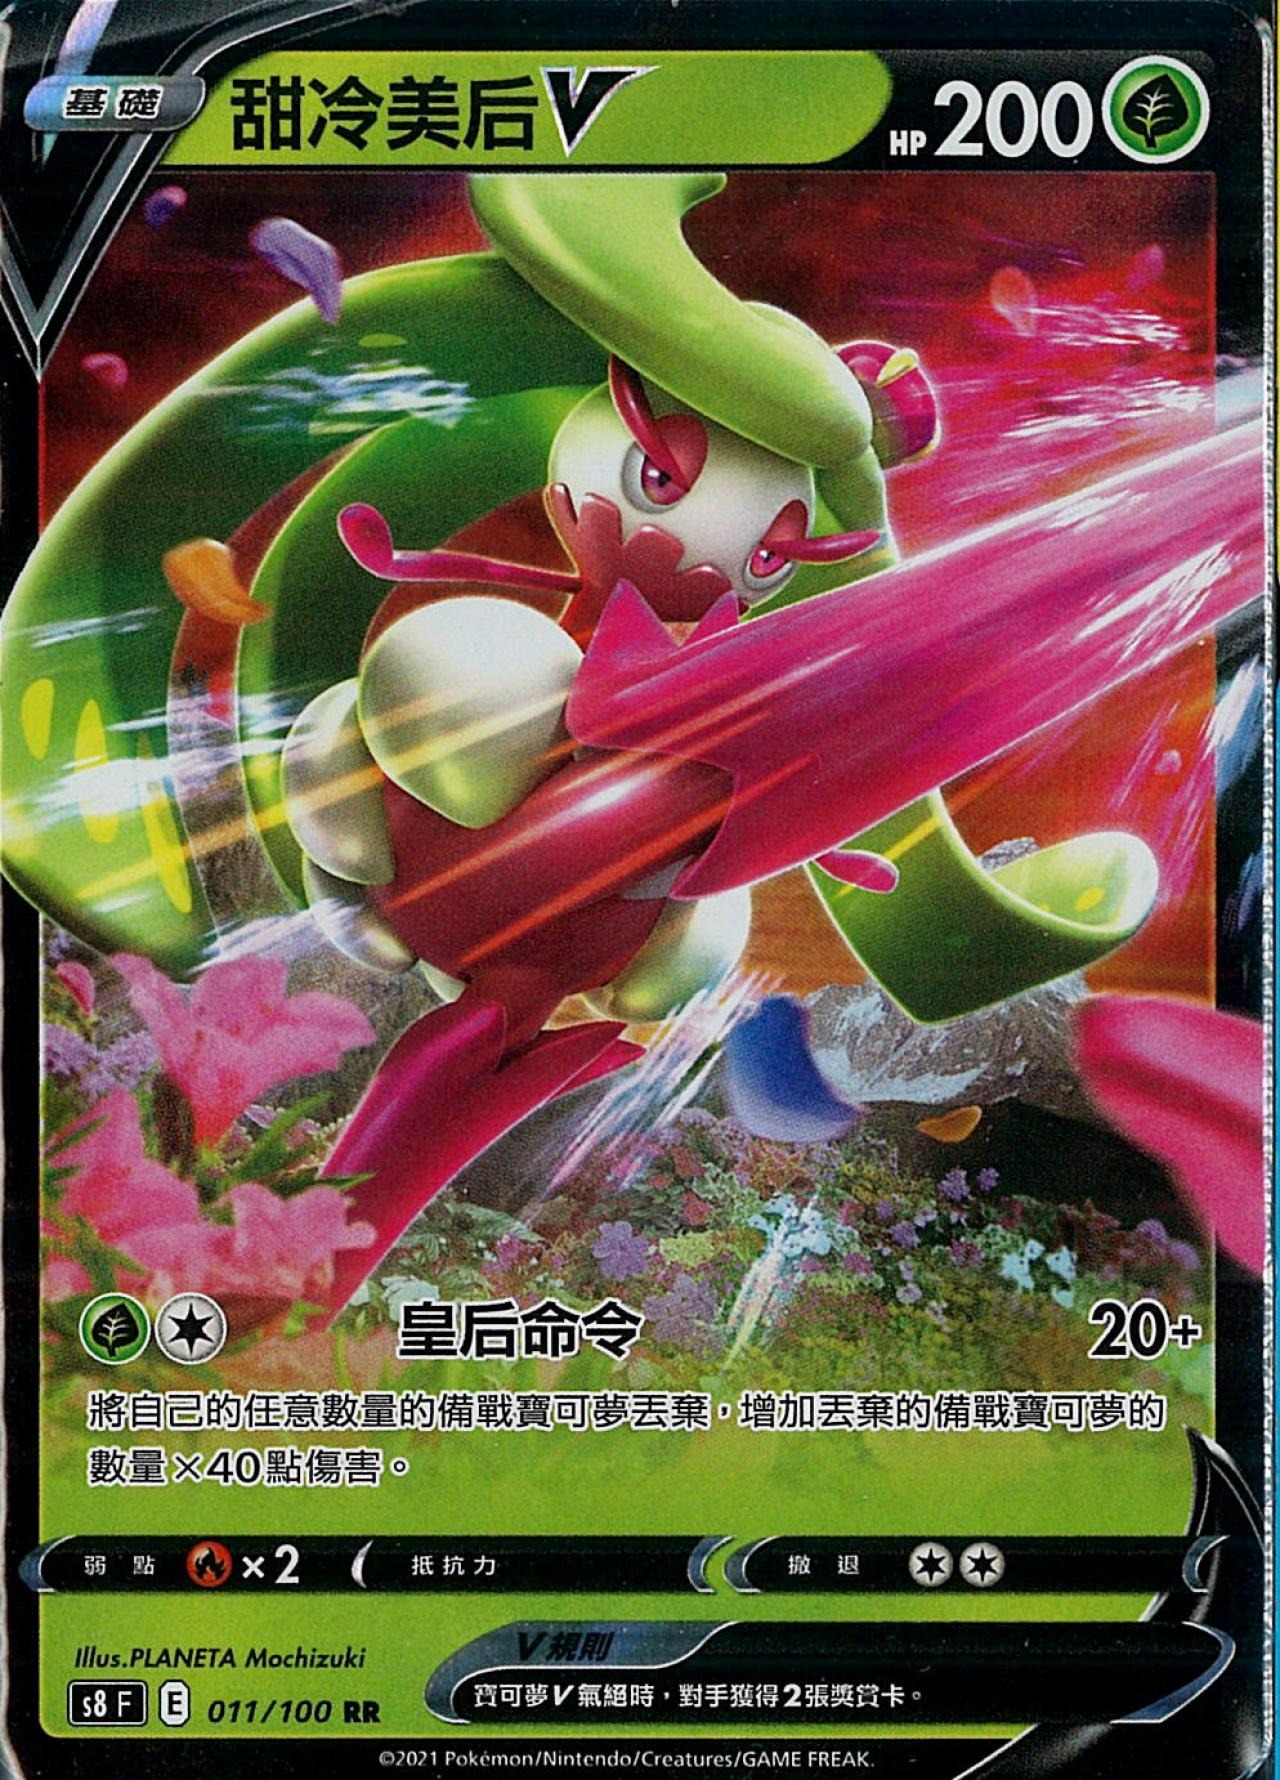 基礎
甜冷美后V
HP 200
皇后命令 20+
將自己的任意數量的備戰寶可夢丟棄，增加丟棄的備戰寶可夢的
數量×40點傷害。
弱點 ×2 抵抗力 撤退
Illus.PLANETA Mochizuki
V規則
寶可夢V氣絕時，對手獲得2張獎賞卡。
s8 F E 011/100 RR
©2021 Pokémon/Nintendo/Creatures/GAME FREAK.